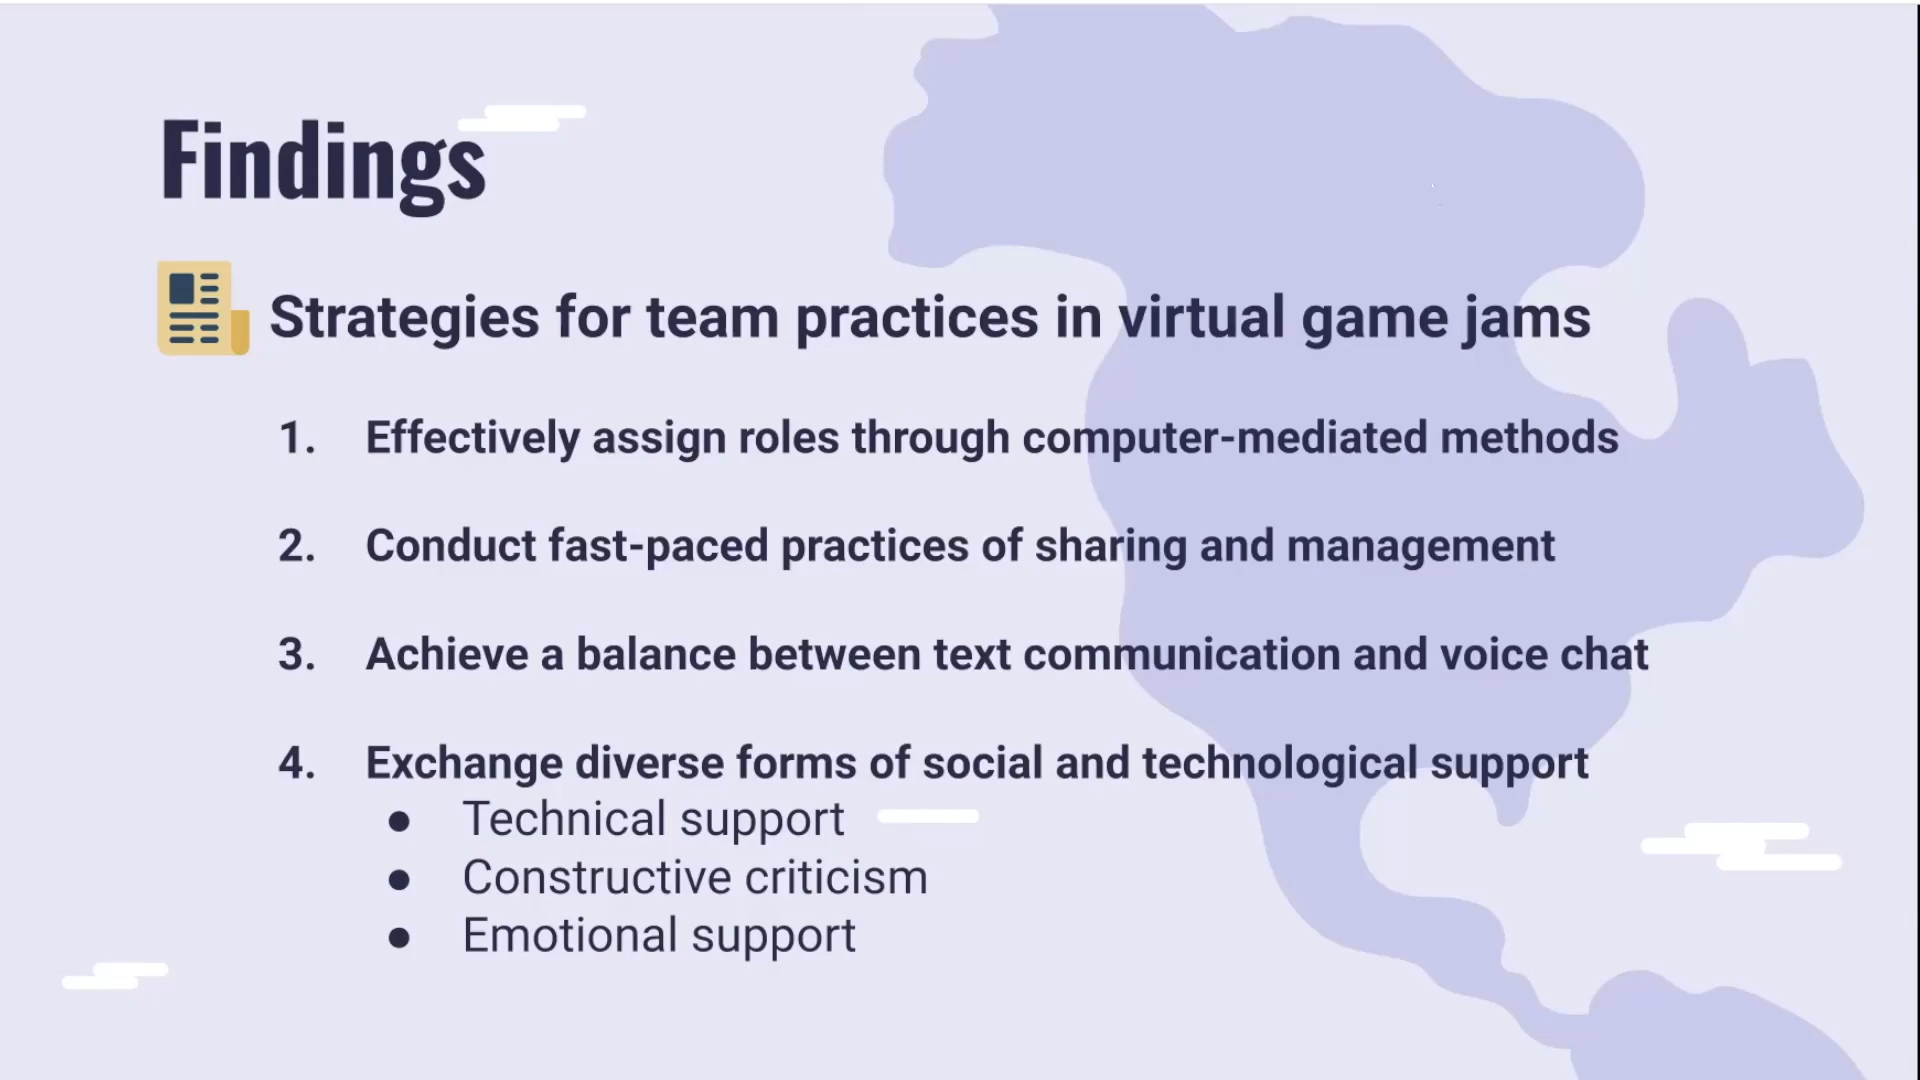 Findings
Strategies for team practices in virtual game jams
1. Effectively assign roles through computer-mediated methods
2. Conduct fast-paced practices of sharing and management
3. Achieve a balance between text communication and voice chat
4. Exchange diverse forms of social and technological support
● Technical support
● Constructive criticism
● Emotional support